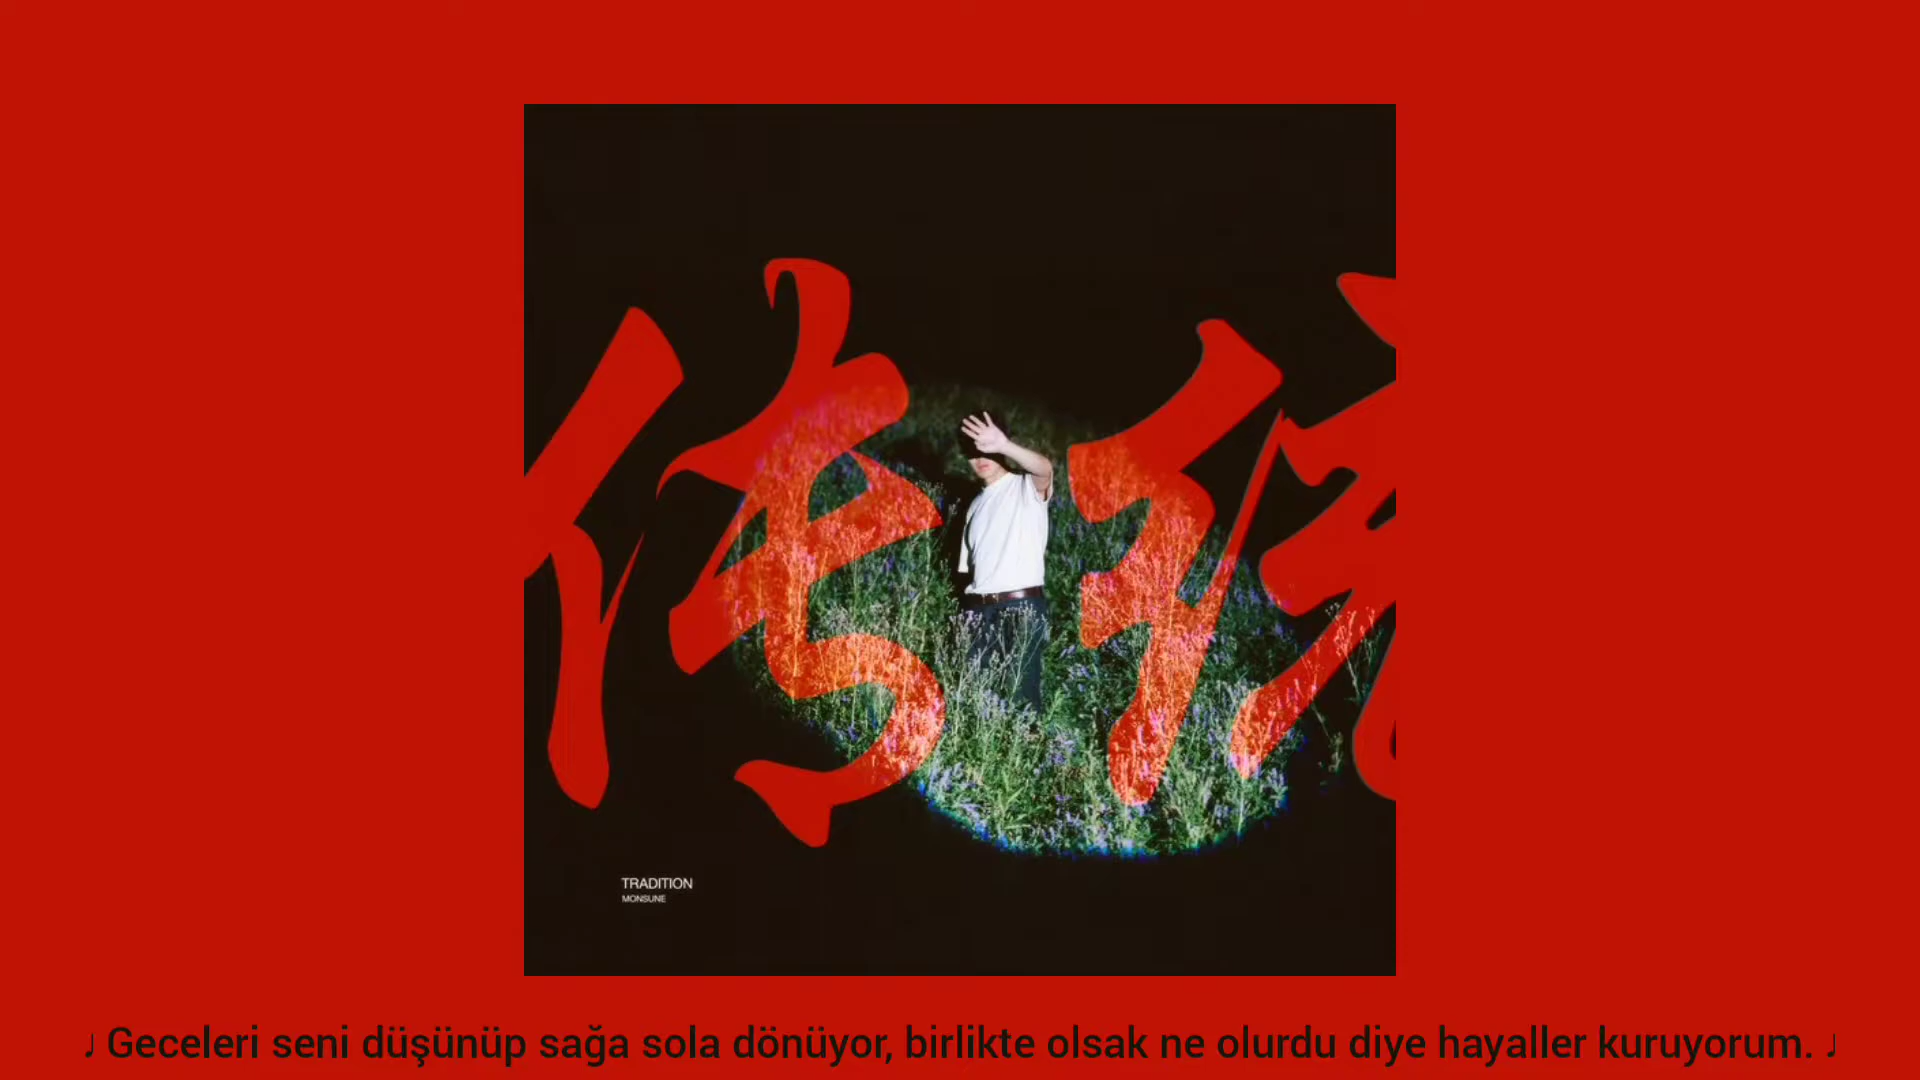 传统
TRADITION
MONSUNE
♩ Geceleri seni düşünüp sağa sola dönüyor, birlikte olsak ne olurdu diye hayaller kuruyorum. ♩